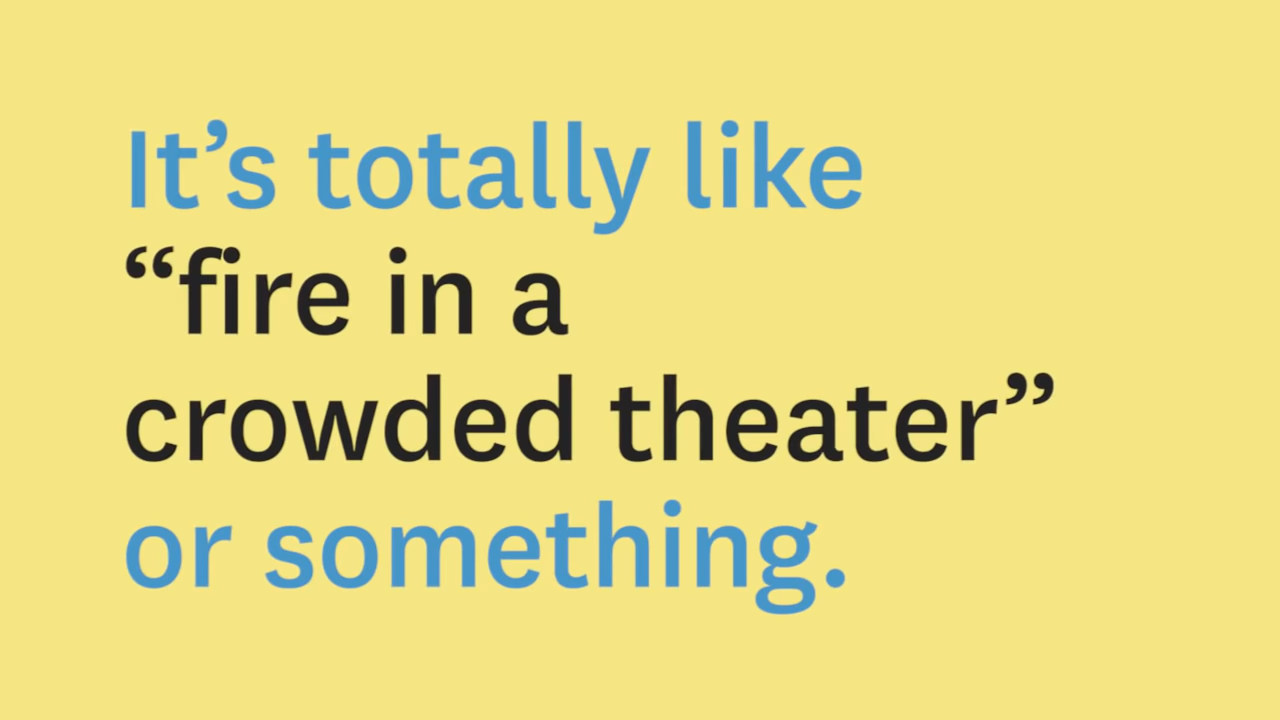 It’s totally like
“fire in a
crowded theater”
or something.